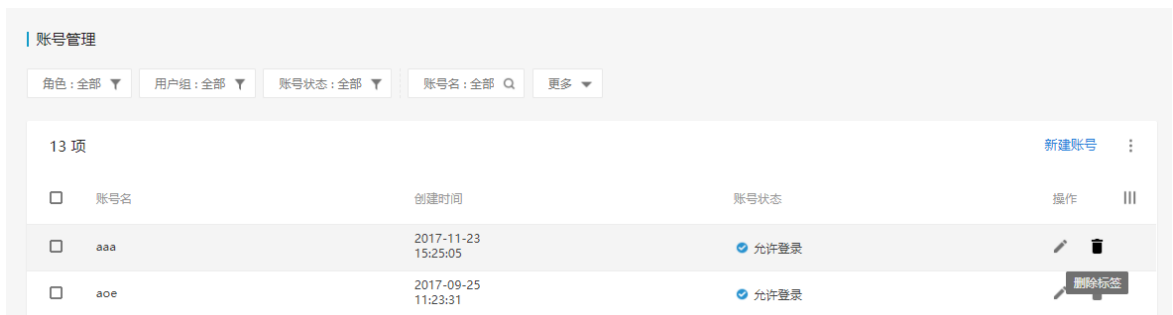 账号管理
角色 : 全部 用户组 : 全部 账号状态 : 全部 账号名 : 全部 更多
13 项 新建账号
账号名 创建时间 账号状态 操作
aaa 2017-11-23 15:25:05 允许登录
删除标签
aoe 2017-09-25 11:23:31 允许登录